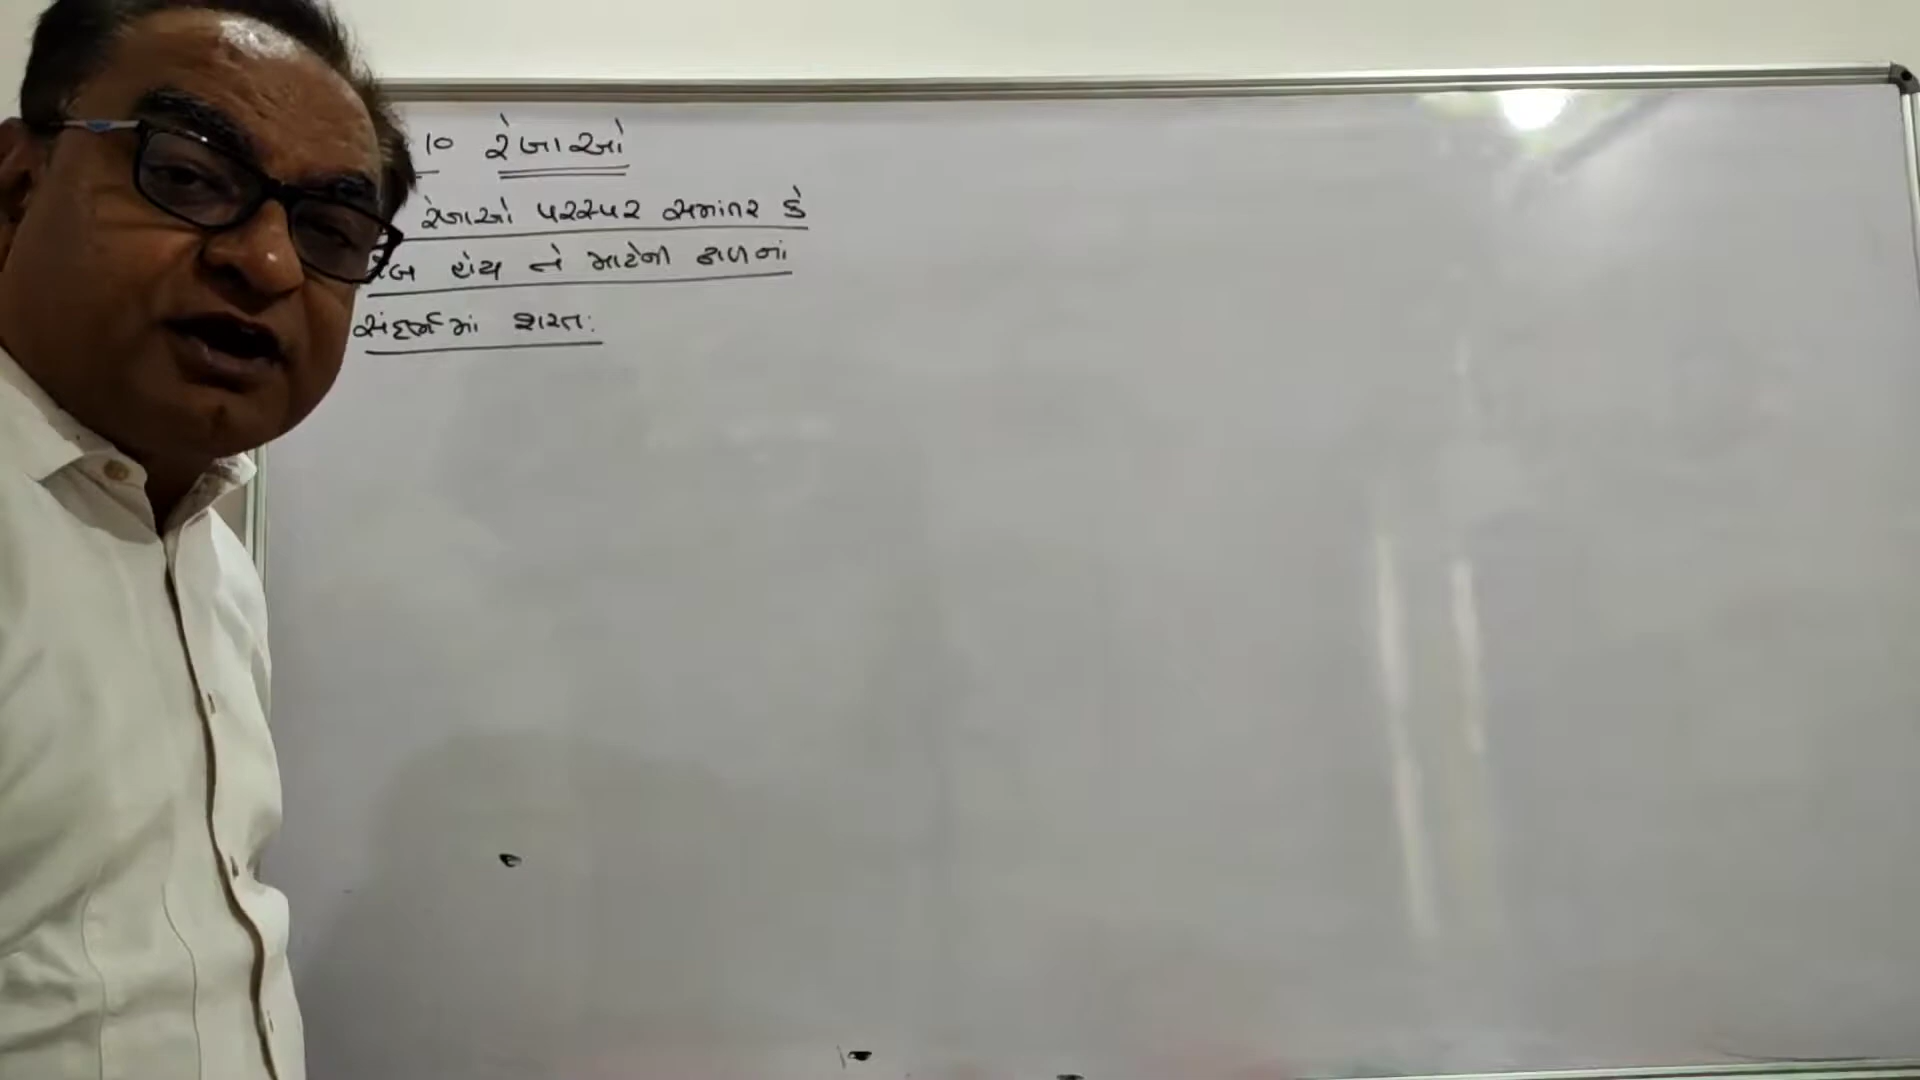 10 રેખાઓ
રેખાઓ પરસ્પર સમાંતર કે
હોય તે માટેની ઢાળનાં
સંદર્ભમાં શરત: